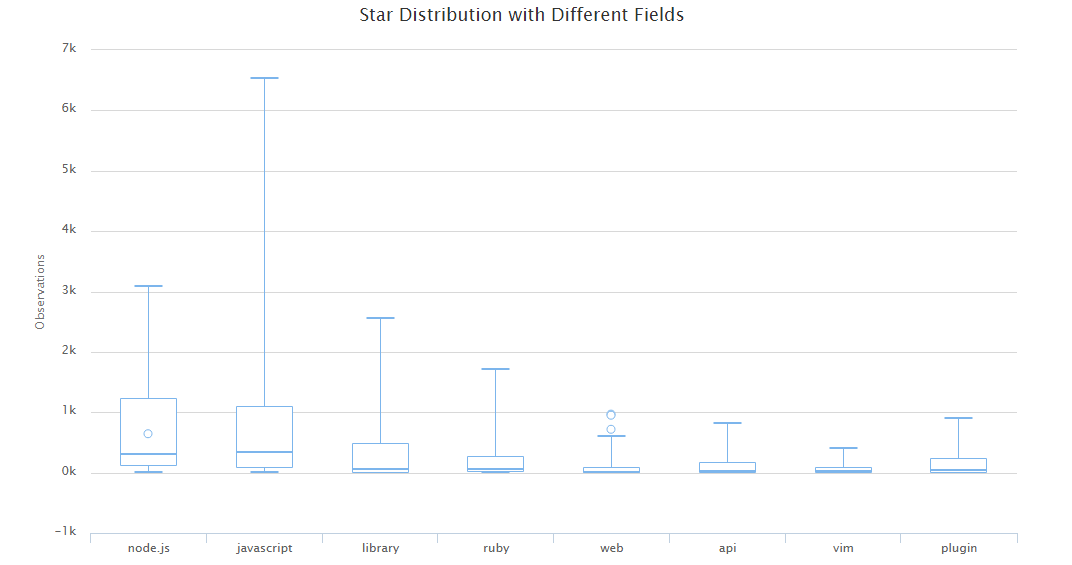 Star Distribution with Different Fields
7k
6k
5k
4k
3k
2k
1k
0k
-1k
Observations
node.js javascript library ruby web api vim plugin